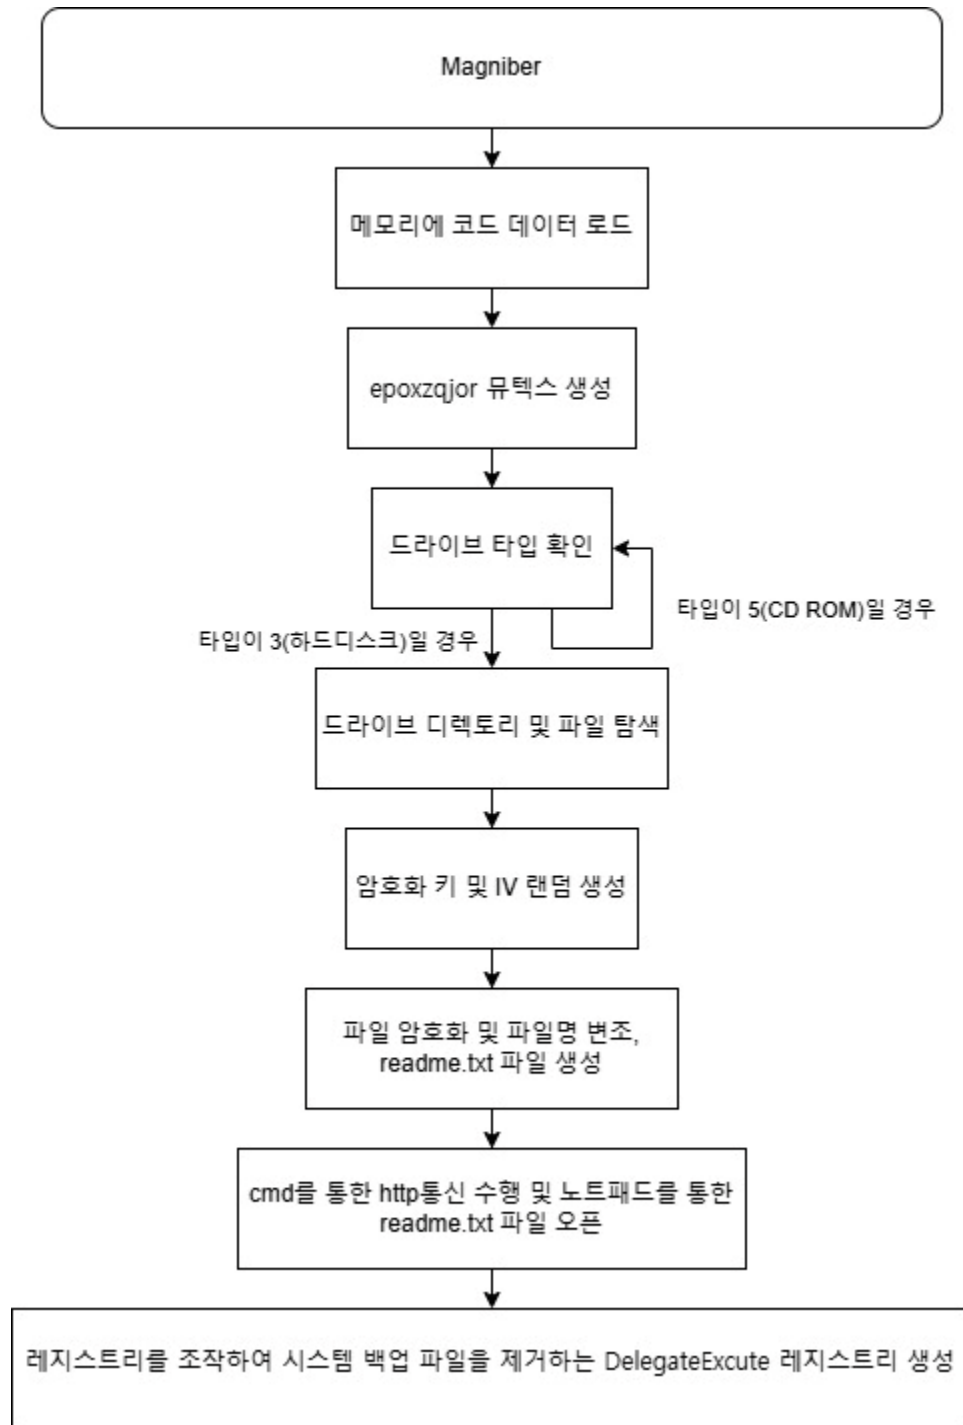 Magniber
메모리에 코드 데이터 로드
epoxzqjor 뮤텍스 생성
드라이브 타입 확인
타입이 5(CD ROM)일 경우
타입이 3(하드디스크)일 경우
드라이브 디렉토리 및 파일 탐색
암호화 키 및 IV 랜덤 생성
파일 암호화 및 파일명 변조,
readme.txt 파일 생성
cmd를 통한 http통신 수행 및 노트패드를 통한
readme.txt 파일 오픈
레지스트리를 조작하여 시스템 백업 파일을 제거하는 DelegateExcute 레지스트리 생성